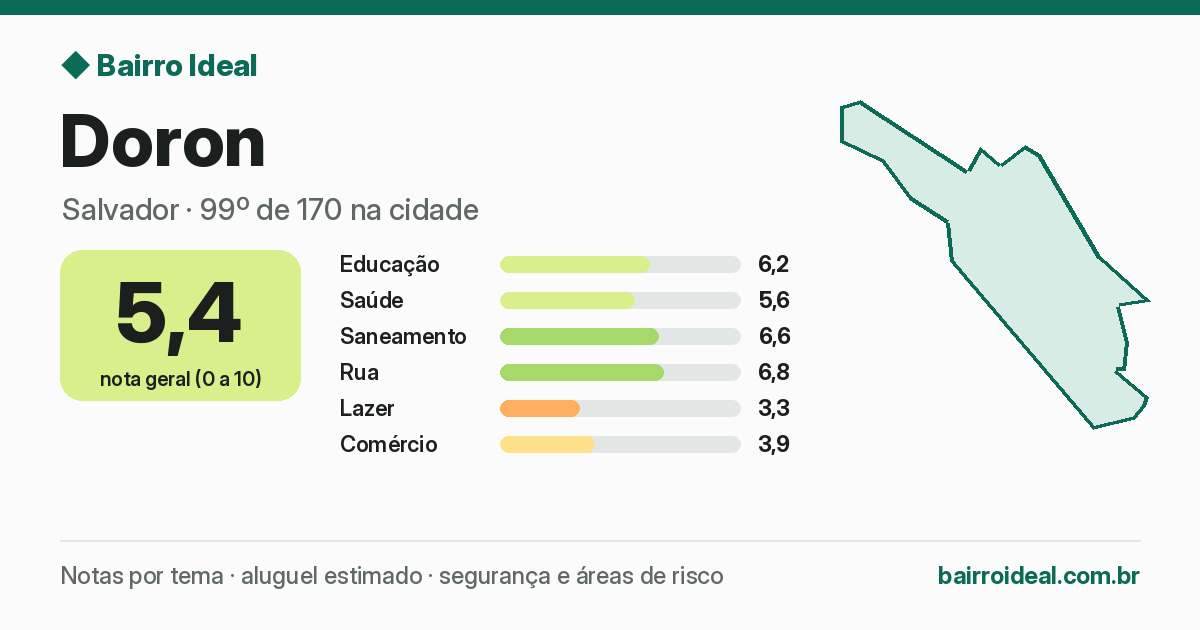 Bairro Ideal
Doron
Salvador · 99º de 170 na cidade
5,4
nota geral (0 a 10)
Educação 6,2
Saúde 5,6
Saneamento 6,6
Rua 6,8
Lazer 3,3
Comércio 3,9
Notas por tema · aluguel estimado · segurança e áreas de risco
bairroideal.com.br